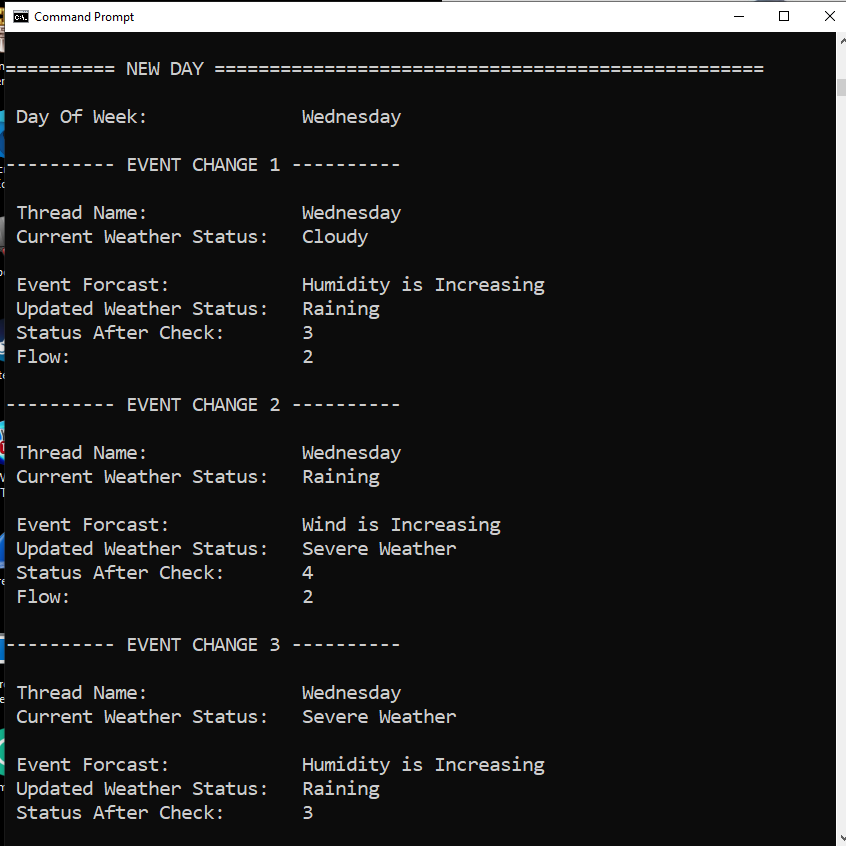 Command Prompt
========== NEW DAY ==================================================
Day Of Week: Wednesday
---------- EVENT CHANGE 1 ----------
Thread Name: Wednesday
Current Weather Status: Cloudy
Event Forcast: Humidity is Increasing
Updated Weather Status: Raining
Status After Check: 3
Flow: 2
---------- EVENT CHANGE 2 ----------
Thread Name: Wednesday
Current Weather Status: Raining
Event Forcast: Wind is Increasing
Updated Weather Status: Severe Weather
Status After Check: 4
Flow: 2
---------- EVENT CHANGE 3 ----------
Thread Name: Wednesday
Current Weather Status: Severe Weather
Event Forcast: Humidity is Increasing
Updated Weather Status: Raining
Status After Check: 3